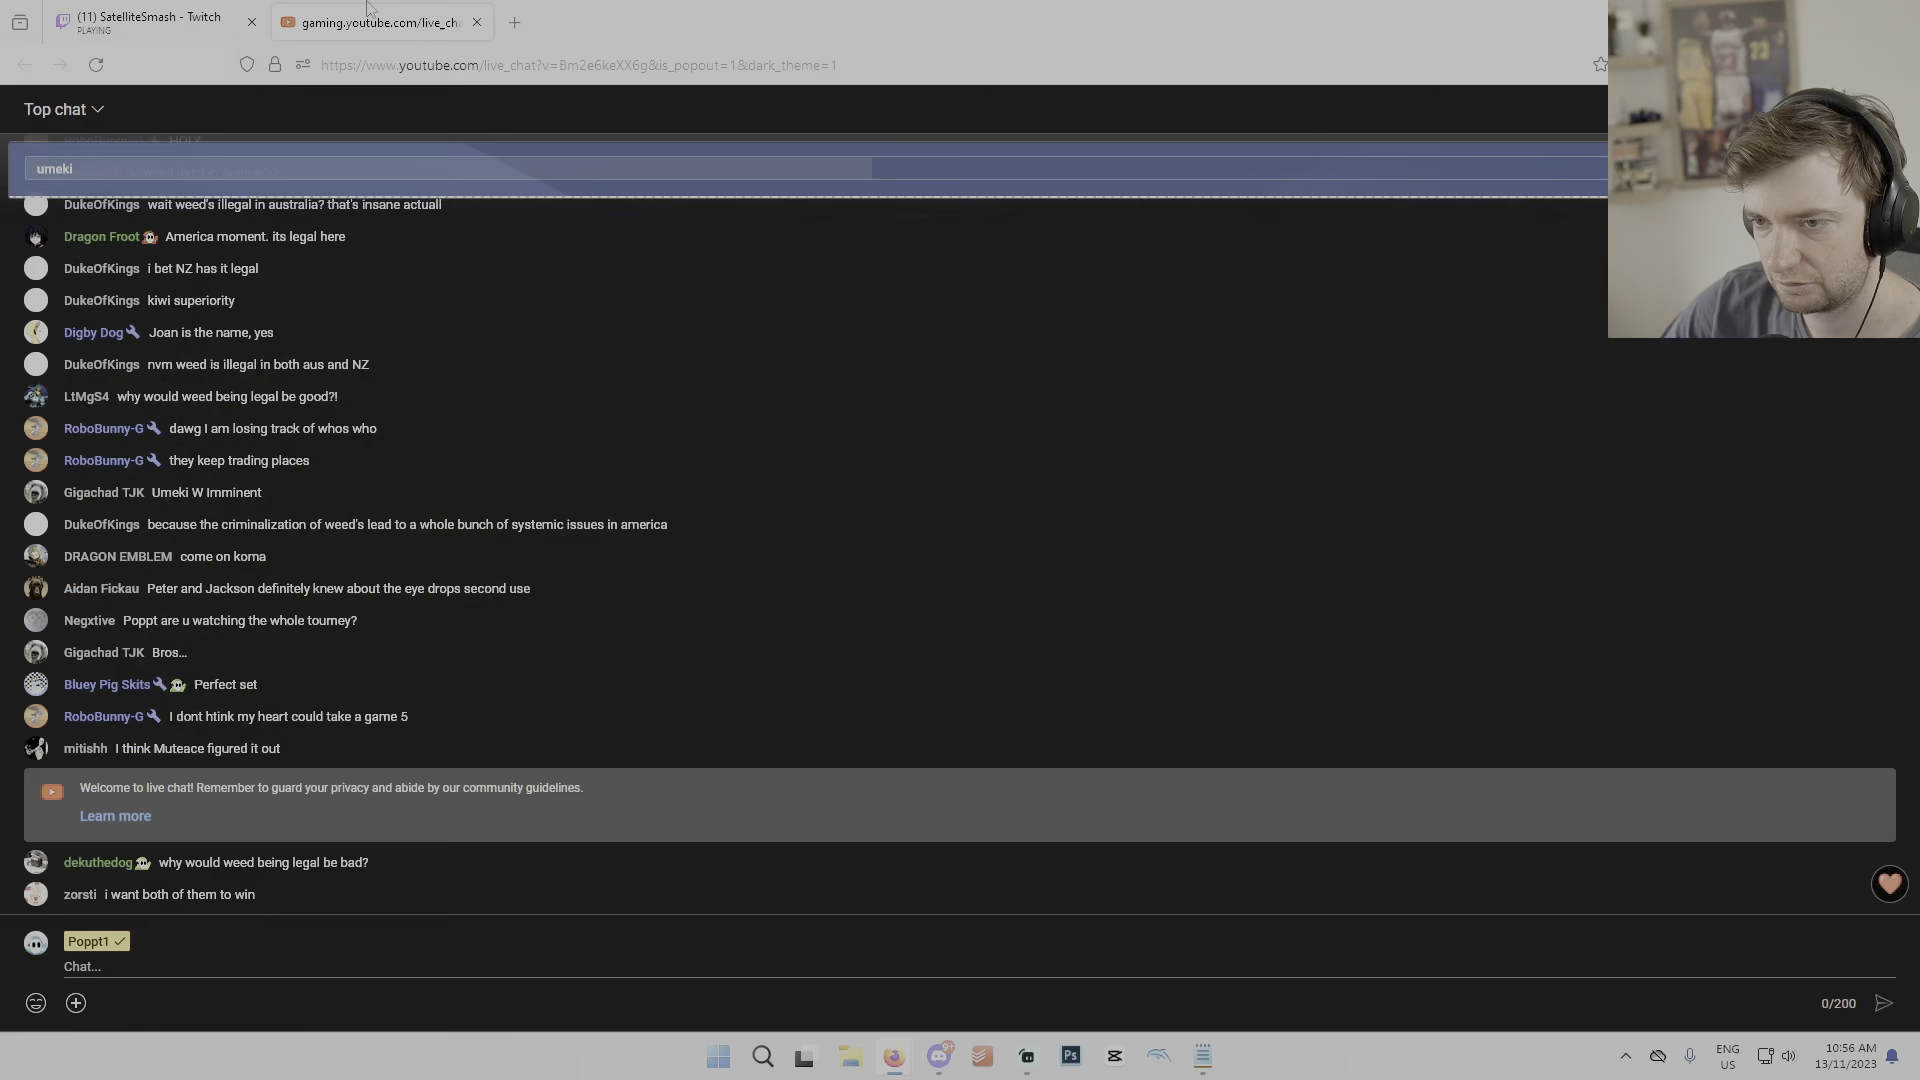 (11) SatelliteSmash - Twitch
PLAYING
gaming.youtube.com/live_ch
https://www.youtube.com/live_chat?v=Bm2e6keXX6g&is_popout=1&dark_theme=1
Top chat
HOLY
umeki
DukeOfKings wait weed's illegal in australia? that's insane actuall
Dragon Froot America moment. its legal here
DukeOfKings i bet NZ has it legal
DukeOfKings kiwi superiority
Digby Dog Joan is the name, yes
DukeOfKings nvm weed is illegal in both aus and NZ
LtMgS4 why would weed being legal be good?!
RoboBunny-G dawg I am losing track of whos who
RoboBunny-G they keep trading places
Gigachad TJK Umeki W Imminent
DukeOfKings because the criminalization of weed's lead to a whole bunch of systemic issues in america
DRAGON EMBLEM come on koma
Aidan Fickau Peter and Jackson definitely knew about the eye drops second use
Negxtive Poppt are u watching the whole tourney?
Gigachad TJK Bros...
Bluey Pig Skits Perfect set
RoboBunny-G I dont htink my heart could take a game 5
mitishh I think Muteace figured it out
Welcome to live chat! Remember to guard your privacy and abide by our community guidelines.
Learn more
dekuthedog why would weed being legal be bad?
zorsti i want both of them to win
Poppt1
Chat...
0/200
9+
Ps
ENG
US
10:56 AM
13/11/2023
23